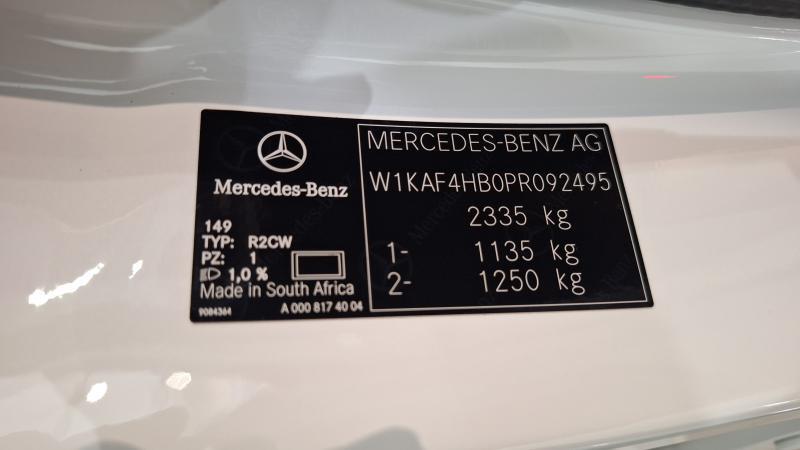 Mercedes-Benz
149
TYP: R2CW
PZ: 1
1,0 %
Made in South Africa
9084364
A 000 817 40 04
MERCEDES-BENZ AG
W1KAF4HB0PR092495
2335 kg
1- 1135 kg
2- 1250 kg